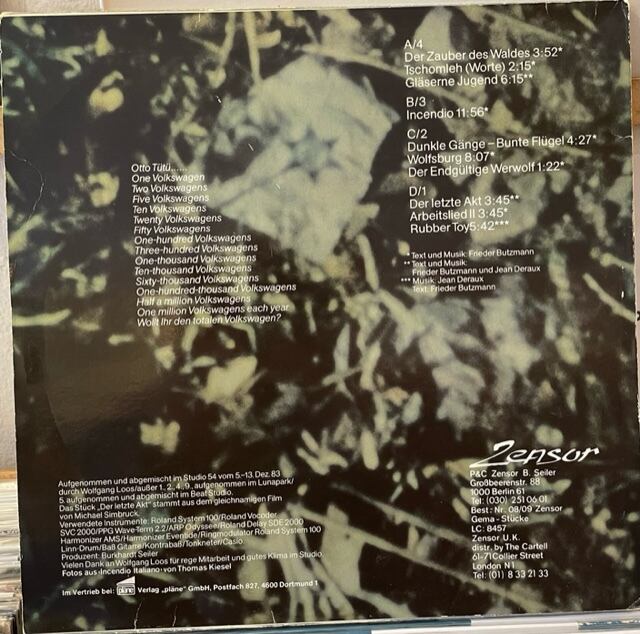 A/4
Der Zauber des Waldes 3:52*
Tschomleh (Worte) 2:15*
Gläserne Jugend 6:15**
B/3
Incendio 11:56*
C/2
Dunkle Gänge – Bunte Flügel 4:27*
Wolfsburg 8:07*
Der Endgültige Werwolf 1:22*
D/1
Der letzte Akt 3:45**
Arbeitslied II 3:45*
Rubber Toy5:42***
* Text und Musik: Frieder Butzmann
** Text und Musik:
Frieder Butzmann und Jean Deraux
*** Musik: Jean Deraux
Text: Frieder Butzmann
Otto Tütü......
One Volkswagen
Two Volkswagens
Five Volkswagens
Ten Volkswagens
Twenty Volkswagens
Fifty Volkswagens
One-hundred Volkswagens
Three-hundred Volkswagens
One-thousand Volkswagens
Ten-thousand Volkswagens
Sixty-thousand Volkswagens
One-hundred-thousand Volkswagens
Half a million Volkswagens
One million Volkswagens each year
Wollt Ihr den totalen Volkswagen?
Aufgenommen und abgemischt im Studio 54 vom 5.–13. Dez. 83
durch Wolfgang Loos/außer 1., 2., 4., 9., aufgenommen im Lunapark/
5. aufgenommen und abgemischt im Beat Studio.
Das Stück „Der letzte Akt“ stammt aus dem gleichnamigen Film
von Michael Simbruck.
Verwendete Instrumente: Roland System 100/Roland Vocoder
SVC 2000/PPG Wave Term 2.2/ARP Odyssee/Roland Delay SDE 2000
Harmonizer AMS/Harmonizer Eventide/Ringmodulator Roland System 100
Linn-Drum/Baß Gitarre/Kontrabaß/Tonkneten/Casio.
Produzent: Burkhardt Seiler
Vielen Dank an Wolfgang Loos für rege Mitarbeit und gutes Klima im Studio.
Fotos aus ›Incendio Italiano‹ von Thomas Kiesel
Im Vertrieb bei: pläne Verlag „pläne“ GmbH, Postfach 827, 4600 Dortmund 1
Zensor
P&C Zensor B. Seiler
Großbeerenstr. 88
1000 Berlin 61
Tel: (030) 251 06 01
Best: Nr. 08/09 Zensor
Gema - Stücke
LC: 8457
Zensor U.K.
distr. by The Cartell
61–71 Collier Street
London N1
Tel: (01) 8 33 21 33